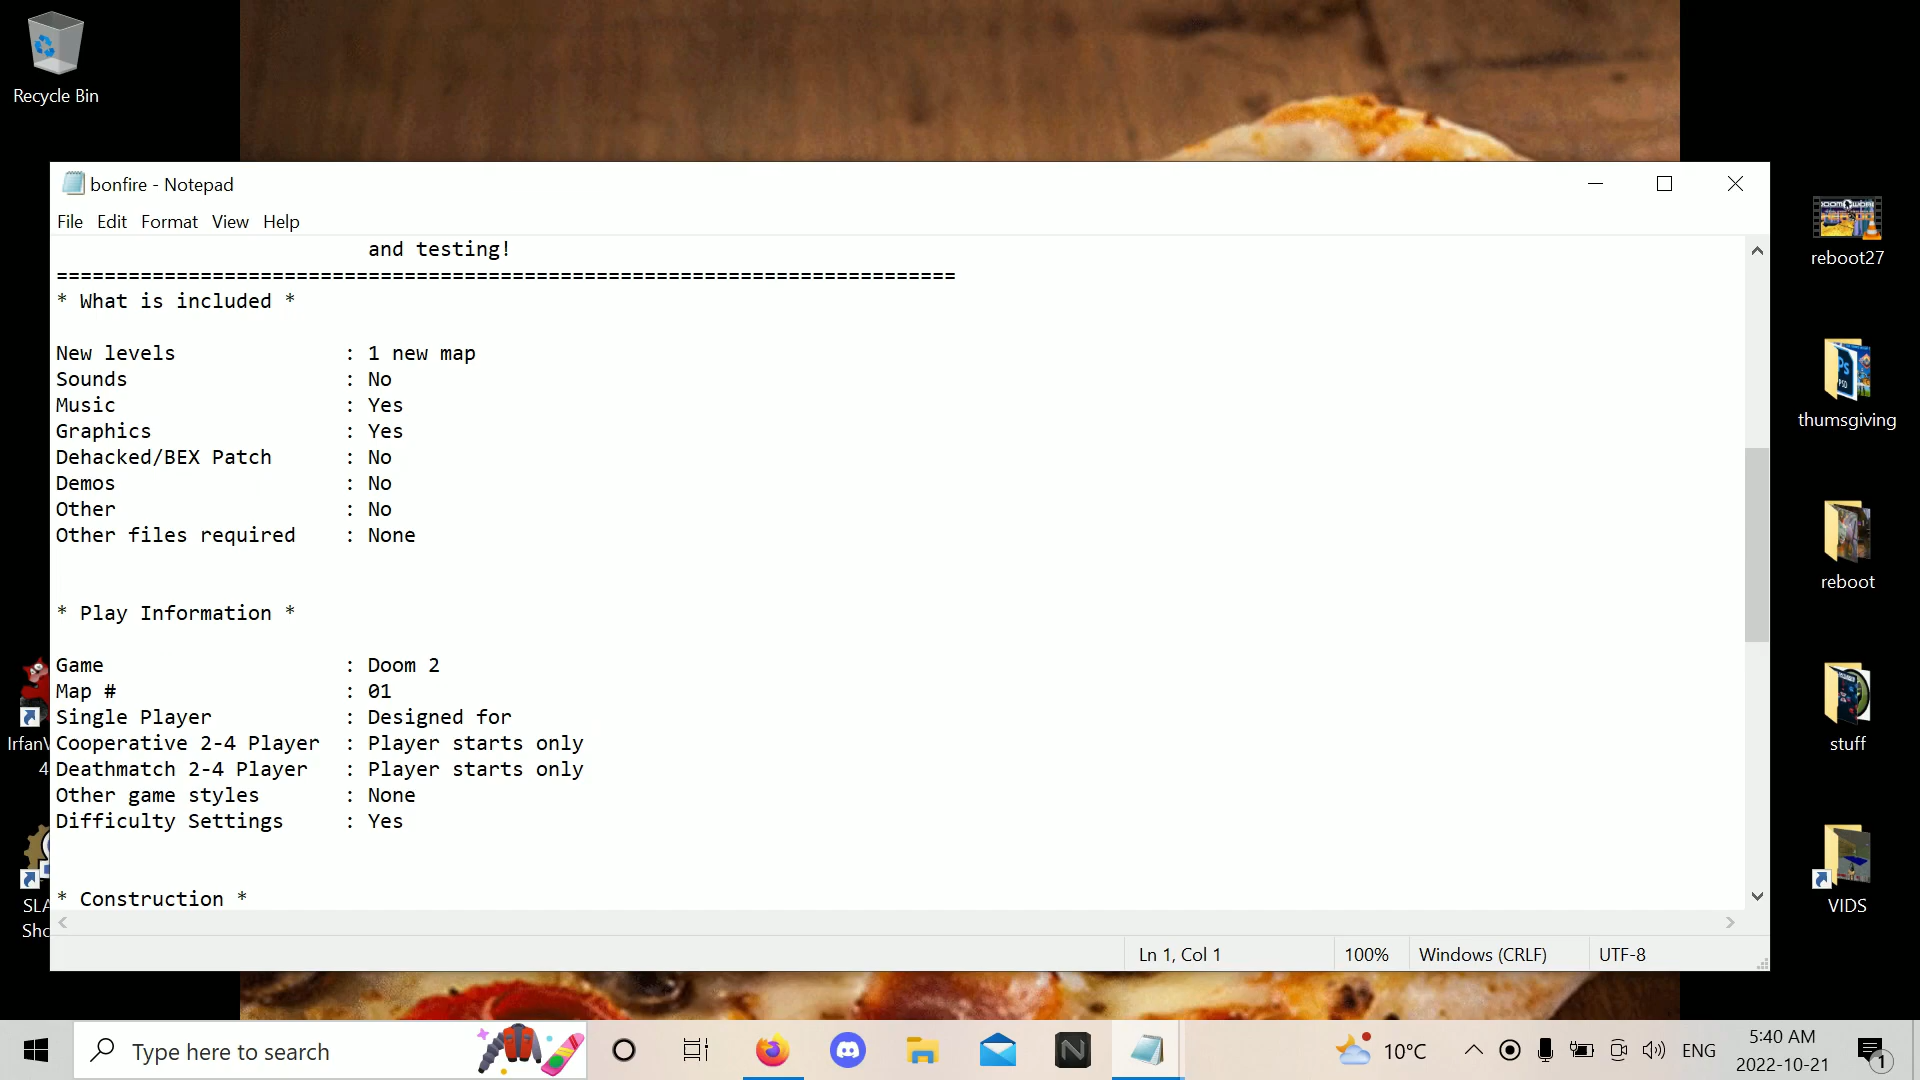 Recycle Bin
bonfire - Notepad
File Edit Format View Help
and testing!
===========================================================================
* What is included *
New levels : 1 new map
Sounds : No
Music : Yes
Graphics : Yes
Dehacked/BEX Patch : No
Demos : No
Other : No
Other files required : None
* Play Information *
Game : Doom 2
Map # : 01
Single Player : Designed for
Cooperative 2-4 Player : Player starts only
Deathmatch 2-4 Player : Player starts only
Other game styles : None
Difficulty Settings : Yes
* Construction *
Ln 1, Col 1 100% Windows (CRLF) UTF-8
IrfanV
4
SLA
Sho
reboot27
thumsgiving
reboot
stuff
VIDS
Type here to search
10°C
ENG
5:40 AM
2022-10-21
1